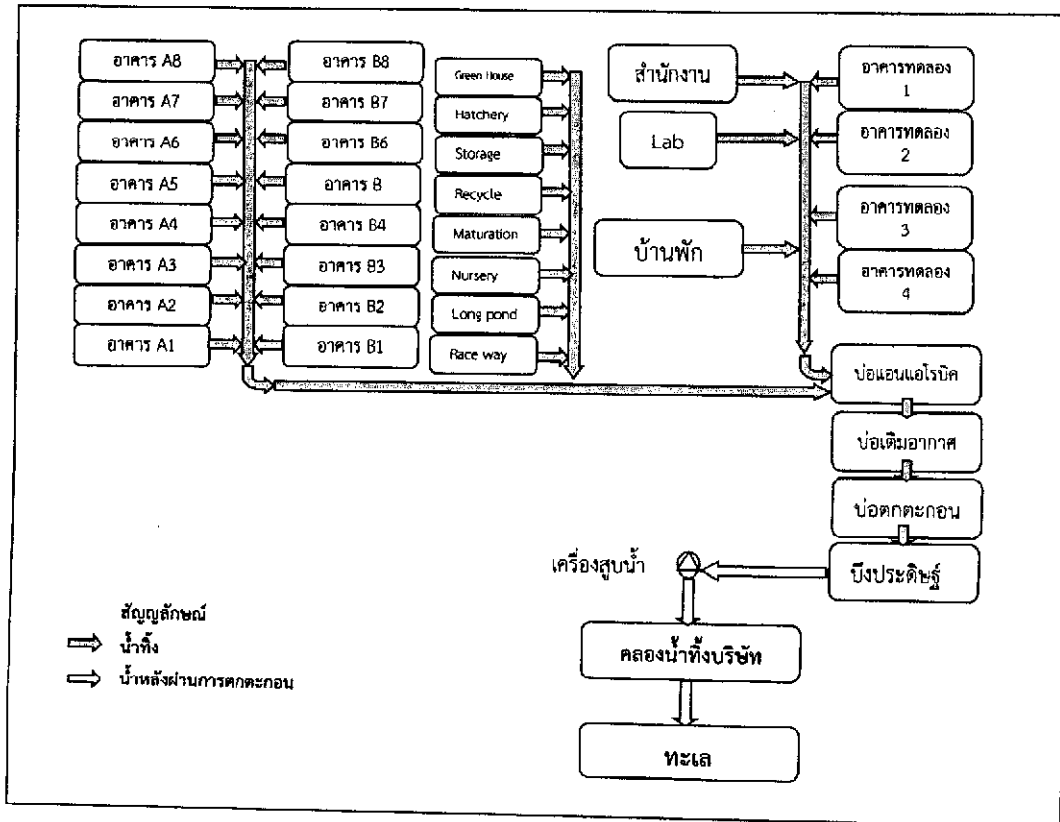 อาคาร A8
อาคาร A7
อาคาร A6
อาคาร A5
อาคาร A4
อาคาร A3
อาคาร A2
อาคาร A1
อาคาร B8
อาคาร B7
อาคาร B6
อาคาร B
อาคาร B4
อาคาร B3
อาคาร B2
อาคาร B1
Green House
Hatchery
Storage
Recycle
Maturation
Nursery
Long pond
Race way
สำนักงาน
Lab
บ้านพัก
อาคารทดลอง
1
อาคารทดลอง
2
อาคารทดลอง
3
อาคารทดลอง
4
บ่อแอนแอโรบิค
บ่อเติมอากาศ
บ่อตกตะกอน
บึงประดิษฐ์
เครื่องสูบน้ำ
คลองน้ำทิ้งบริษัท
ทะเล
สัญญลักษณ์
น้ำทิ้ง
น้ำหลังผ่านการตกตะกอน